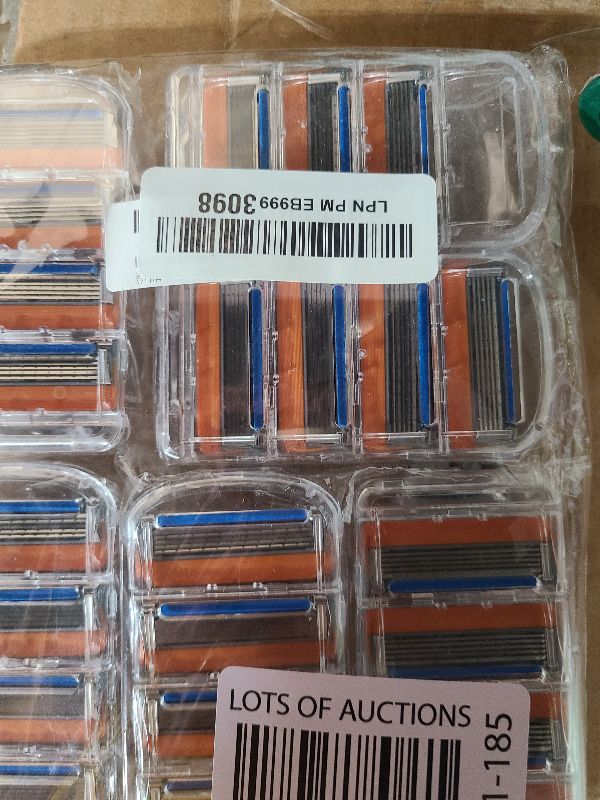 LPN PM EB9993098
LOTS OF AUCTIONS
1-185